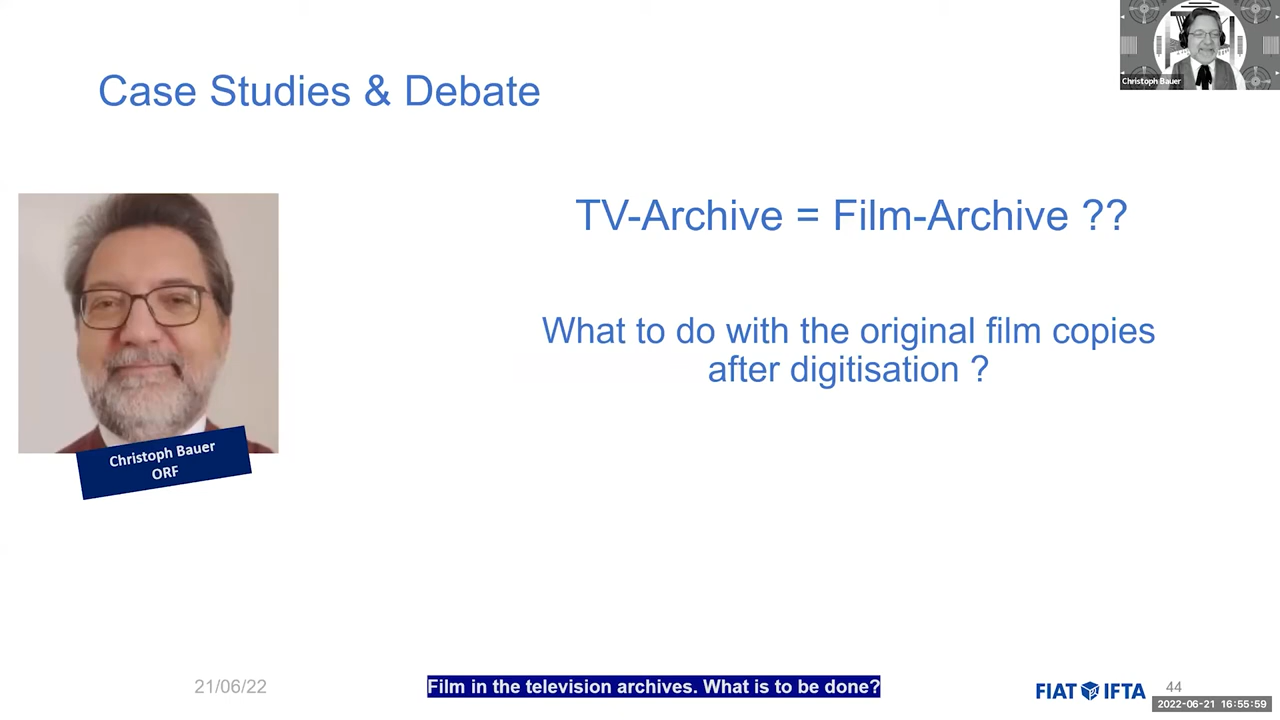 Christoph Bauer
Case Studies & Debate
TV-Archive = Film-Archive ??
What to do with the original film copies
after digitisation ?
Christoph Bauer
ORF
21/06/22
Film in the television archives. What is to be done?
FIAT IFTA
44
2022-06-21 16:55:59